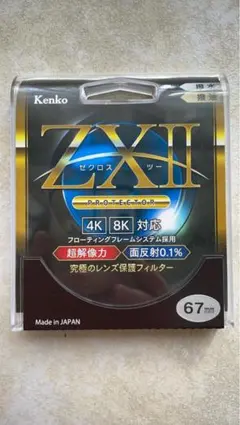 Kenko
ZXII
ゼクロス ツー
PROTECTOR
4K 8K 対応
フローティングフレームシステム採用
超解像力 面反射0.1%
究極のレンズ保護フィルター
67mm
Made in JAPAN